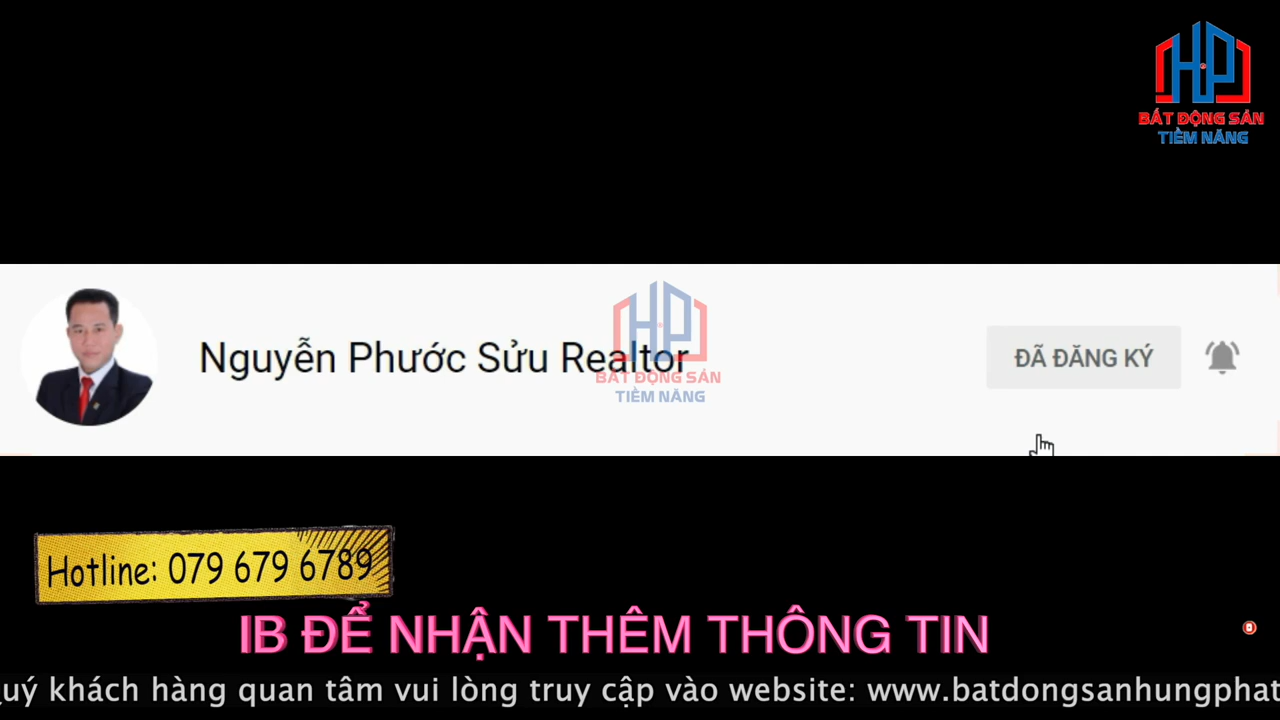 BẤT ĐỘNG SẢN
TIỀM NĂNG
Nguyễn Phước Sửu Realtor
BẤT ĐỘNG SẢN
TIỀM NĂNG
ĐÃ ĐĂNG KÝ
Hotline: 079 679 6789
IB ĐỂ NHẬN THÊM THÔNG TIN
uý khách hàng quan tâm vui lòng truy cập vào website: www.batdongsanhungphat